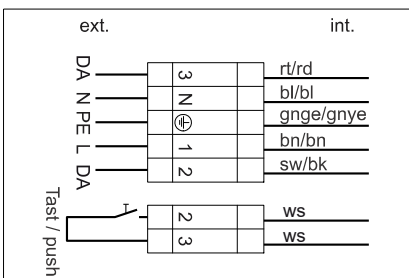 ext. int.
DA 3 rt/rd
N N bl/bl
PE gnge/gnye
L 1 bn/bn
DA 2 sw/bk
Tast / push
2 ws
3 ws